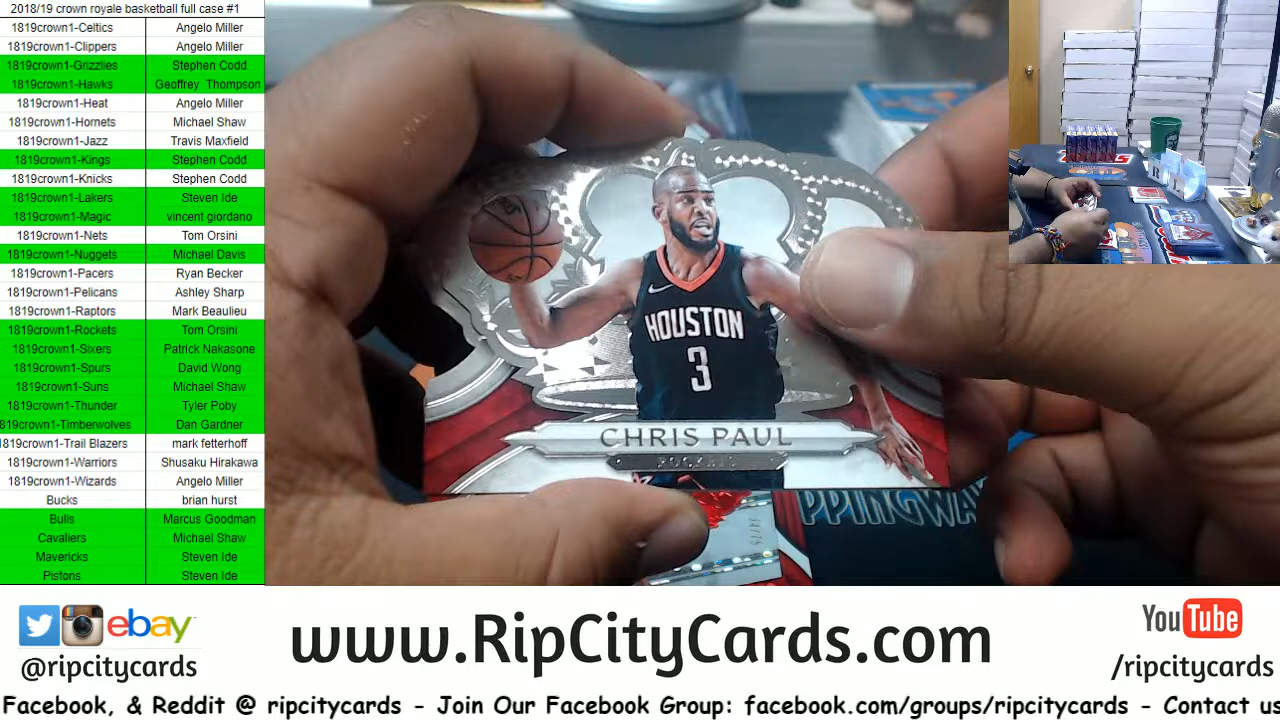 2018/19 crown royale basketball full case #1
1819crown1-Celtics Angelo Miller
1819crown1-Clippers Angelo Miller
1819crown1-Grizzlies Stephen Codd
1819crown1-Hawks Geoffrey Thompson
1819crown1-Heat Angelo Miller
1819crown1-Hornets Michael Shaw
1819crown1-Jazz Travis Maxfield
1819crown1-Kings Stephen Codd
1819crown1-Knicks Stephen Codd
1819crown1-Lakers Steven Ide
1819crown1-Magic vincent giordano
1819crown1-Nets Tom Orsini
1819crown1-Nuggets Michael Davis
1819crown1-Pacers Ryan Becker
1819crown1-Pelicans Ashley Sharp
1819crown1-Raptors Mark Beaulieu
1819crown1-Rockets Tom Orsini
1819crown1-Sixers Patrick Nakasone
1819crown1-Spurs David Wong
1819crown1-Suns Michael Shaw
1819crown1-Thunder Tyler Poby
1819crown1-Timberwolves Dan Gardner
1819crown1-Trail Blazers mark fetterhoff
1819crown1-Warriors Shusaku Hirakawa
1819crown1-Wizards Angelo Miller
Bucks brian hurst
Bulls Marcus Goodman
Cavaliers Michael Shaw
Mavericks Steven Ide
Pistons Steven Ide
HOUSTON
3
CHRIS PAUL
ROCKETS
PPINGWA
ebay
@ripcitycards
www.RipCityCards.com
YouTube
/ripcitycards
Facebook, & Reddit @ ripcitycards - Join Our Facebook Group: facebook.com/groups/ripcitycards - Contact us